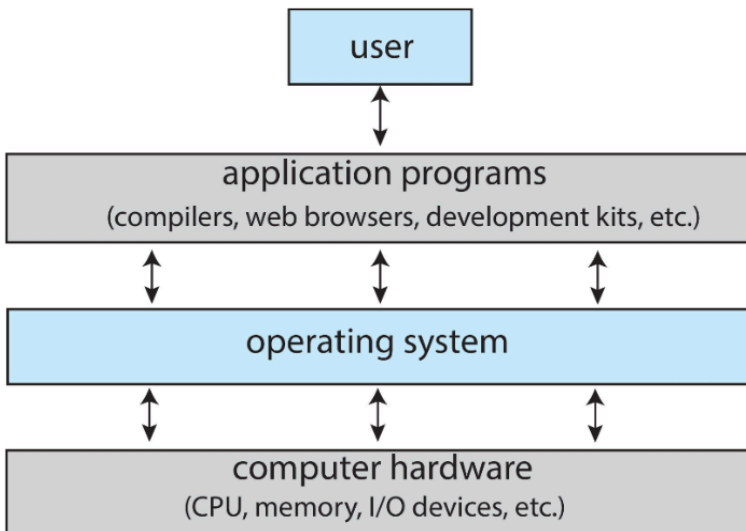 user
application programs
(compilers, web browsers, development kits, etc.)
operating system
computer hardware
(CPU, memory, I/O devices, etc.)